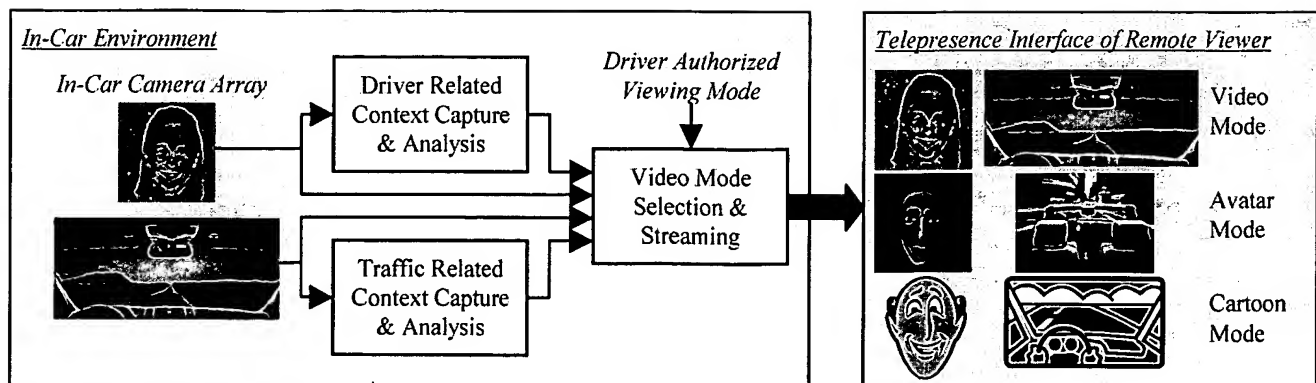 In-Car Environment
In-Car Camera Array
Driver Related
Context Capture
& Analysis
Traffic Related
Context Capture
& Analysis
Driver Authorized
Viewing Mode
Video Mode
Selection &
Streaming
Telepresence Interface of Remote Viewer
Video
Mode
Avatar
Mode
Cartoon
Mode